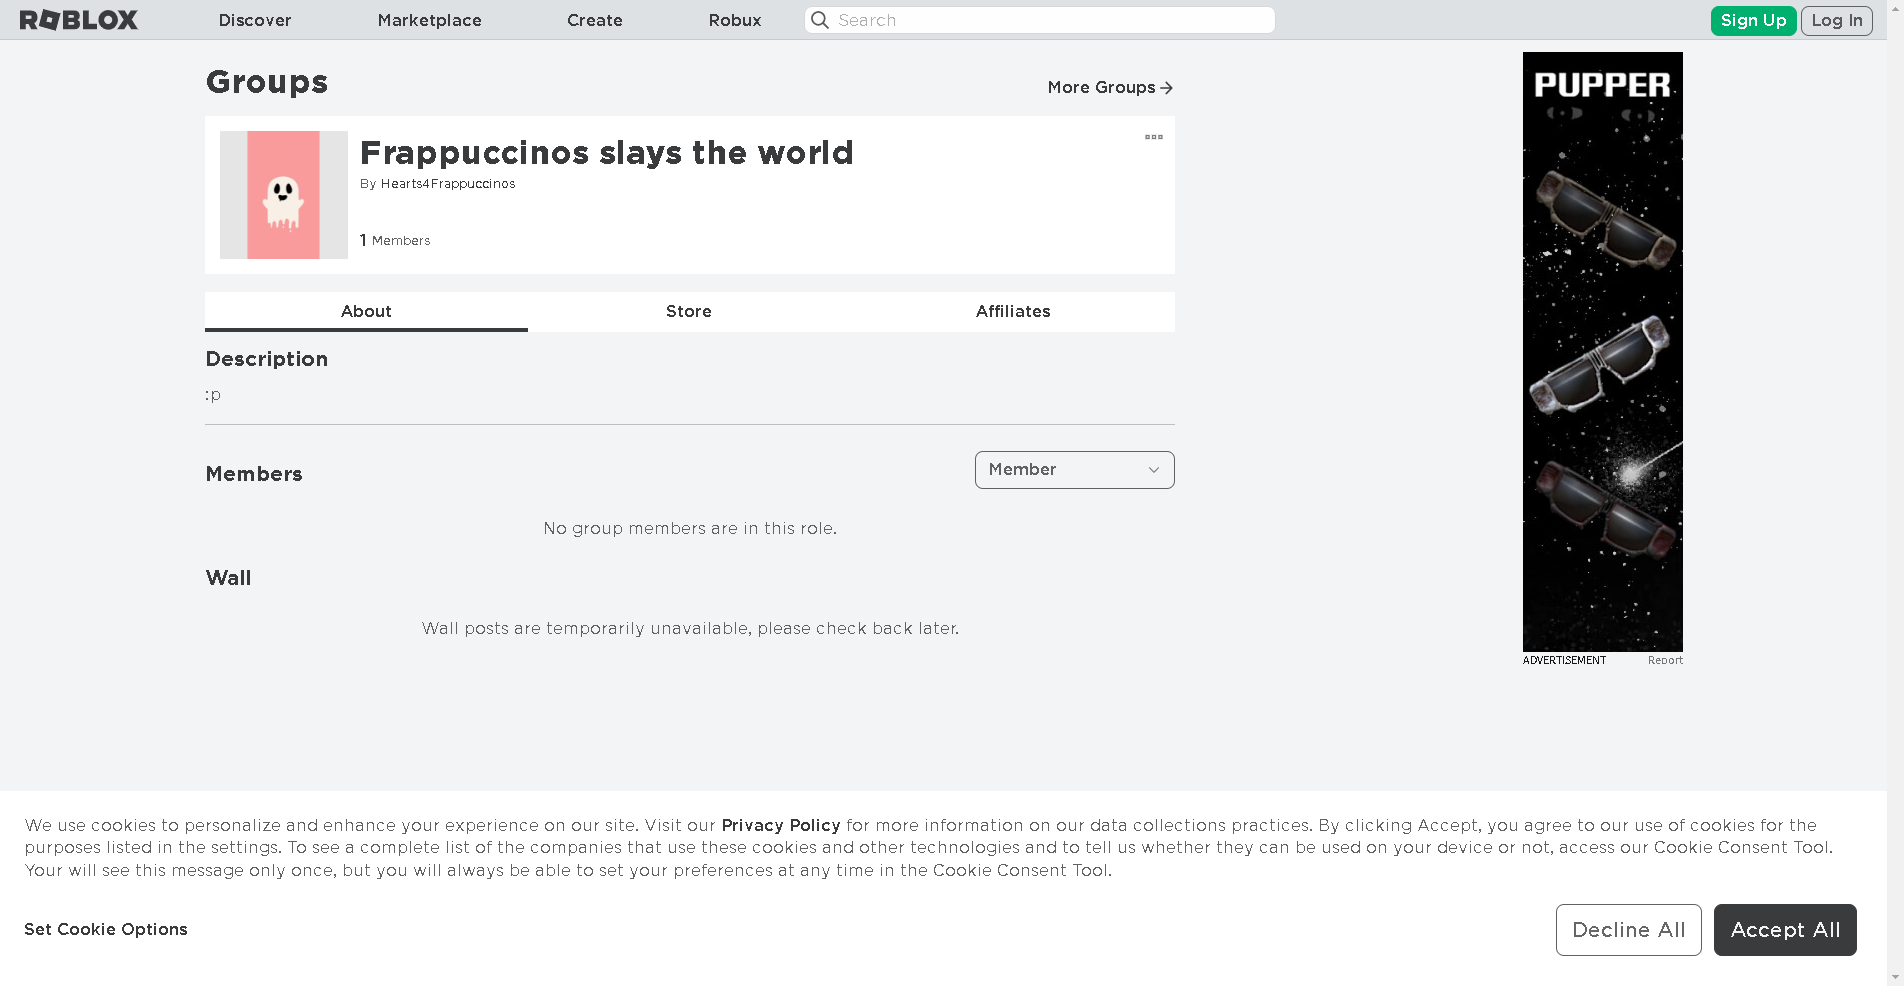 ROBLOX
Discover
Marketplace
Create
Robux
Search
Sign Up
Log In
Groups
More Groups
Frappuccinos slays the world
By Hearts4Frappuccinos
1 Members
About
Store
Affiliates
Description
:p
Members
Member
No group members are in this role.
Wall
Wall posts are temporarily unavailable, please check back later.
PUPPER
ADVERTISEMENT
Report
We use cookies to personalize and enhance your experience on our site. Visit our Privacy Policy for more information on our data collections practices. By clicking Accept, you agree to our use of cookies for the
purposes listed in the settings. To see a complete list of the companies that use these cookies and other technologies and to tell us whether they can be used on your device or not, access our Cookie Consent Tool.
Your will see this message only once, but you will always be able to set your preferences at any time in the Cookie Consent Tool.
Set Cookie Options
Decline All
Accept All